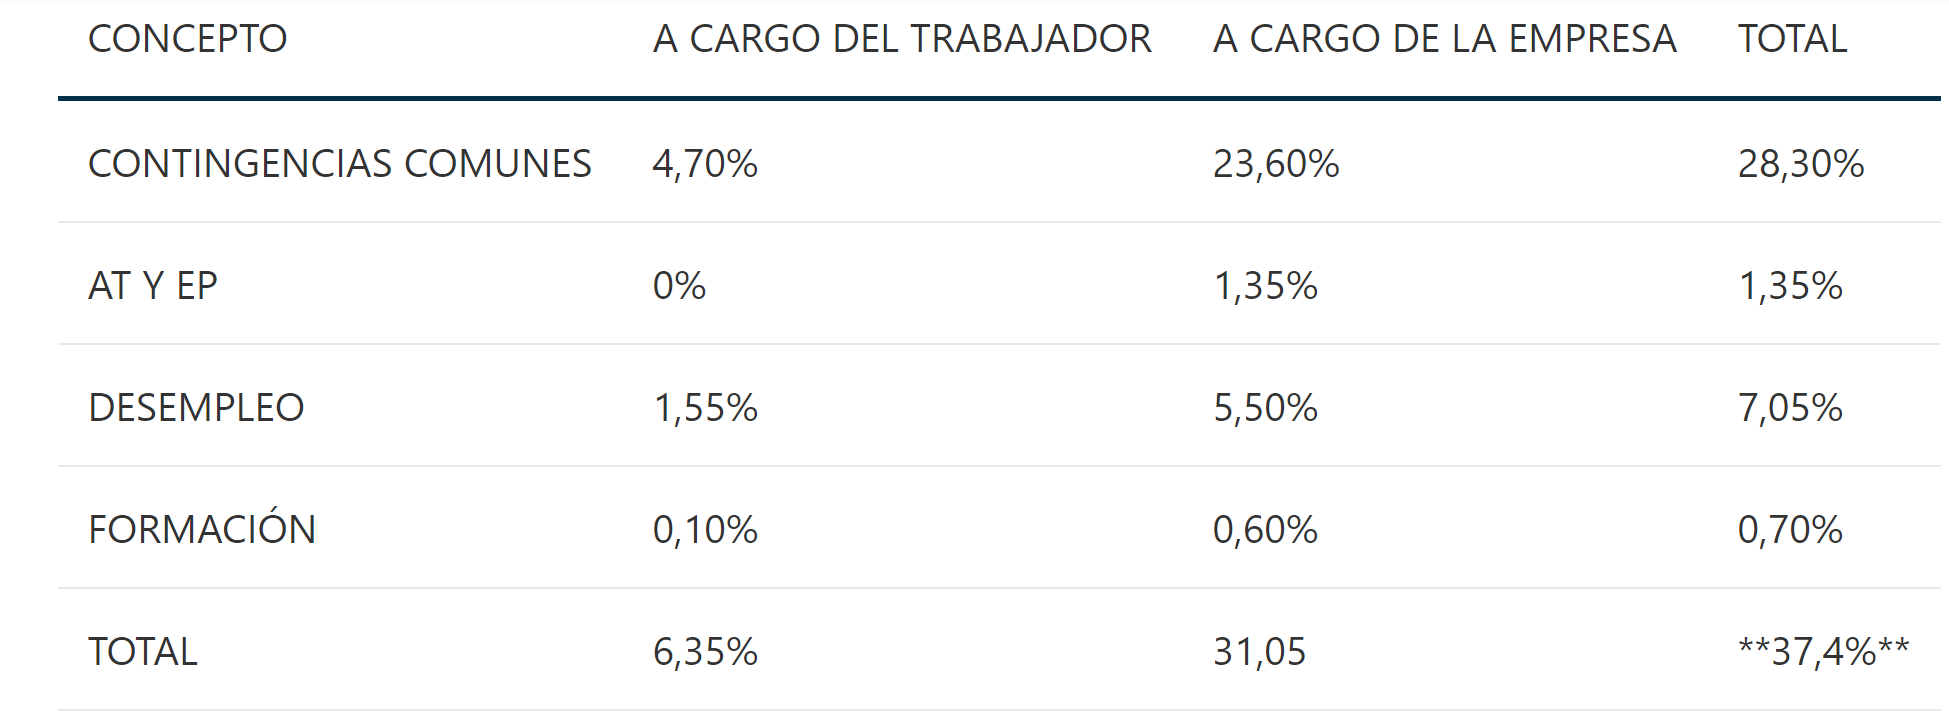 CONCEPTO A CARGO DEL TRABAJADOR A CARGO DE LA EMPRESA TOTAL
CONTINGENCIAS COMUNES 4,70% 23,60% 28,30%
AT Y EP 0% 1,35% 1,35%
DESEMPLEO 1,55% 5,50% 7,05%
FORMACIÓN 0,10% 0,60% 0,70%
TOTAL 6,35% 31,05 **37,4%**